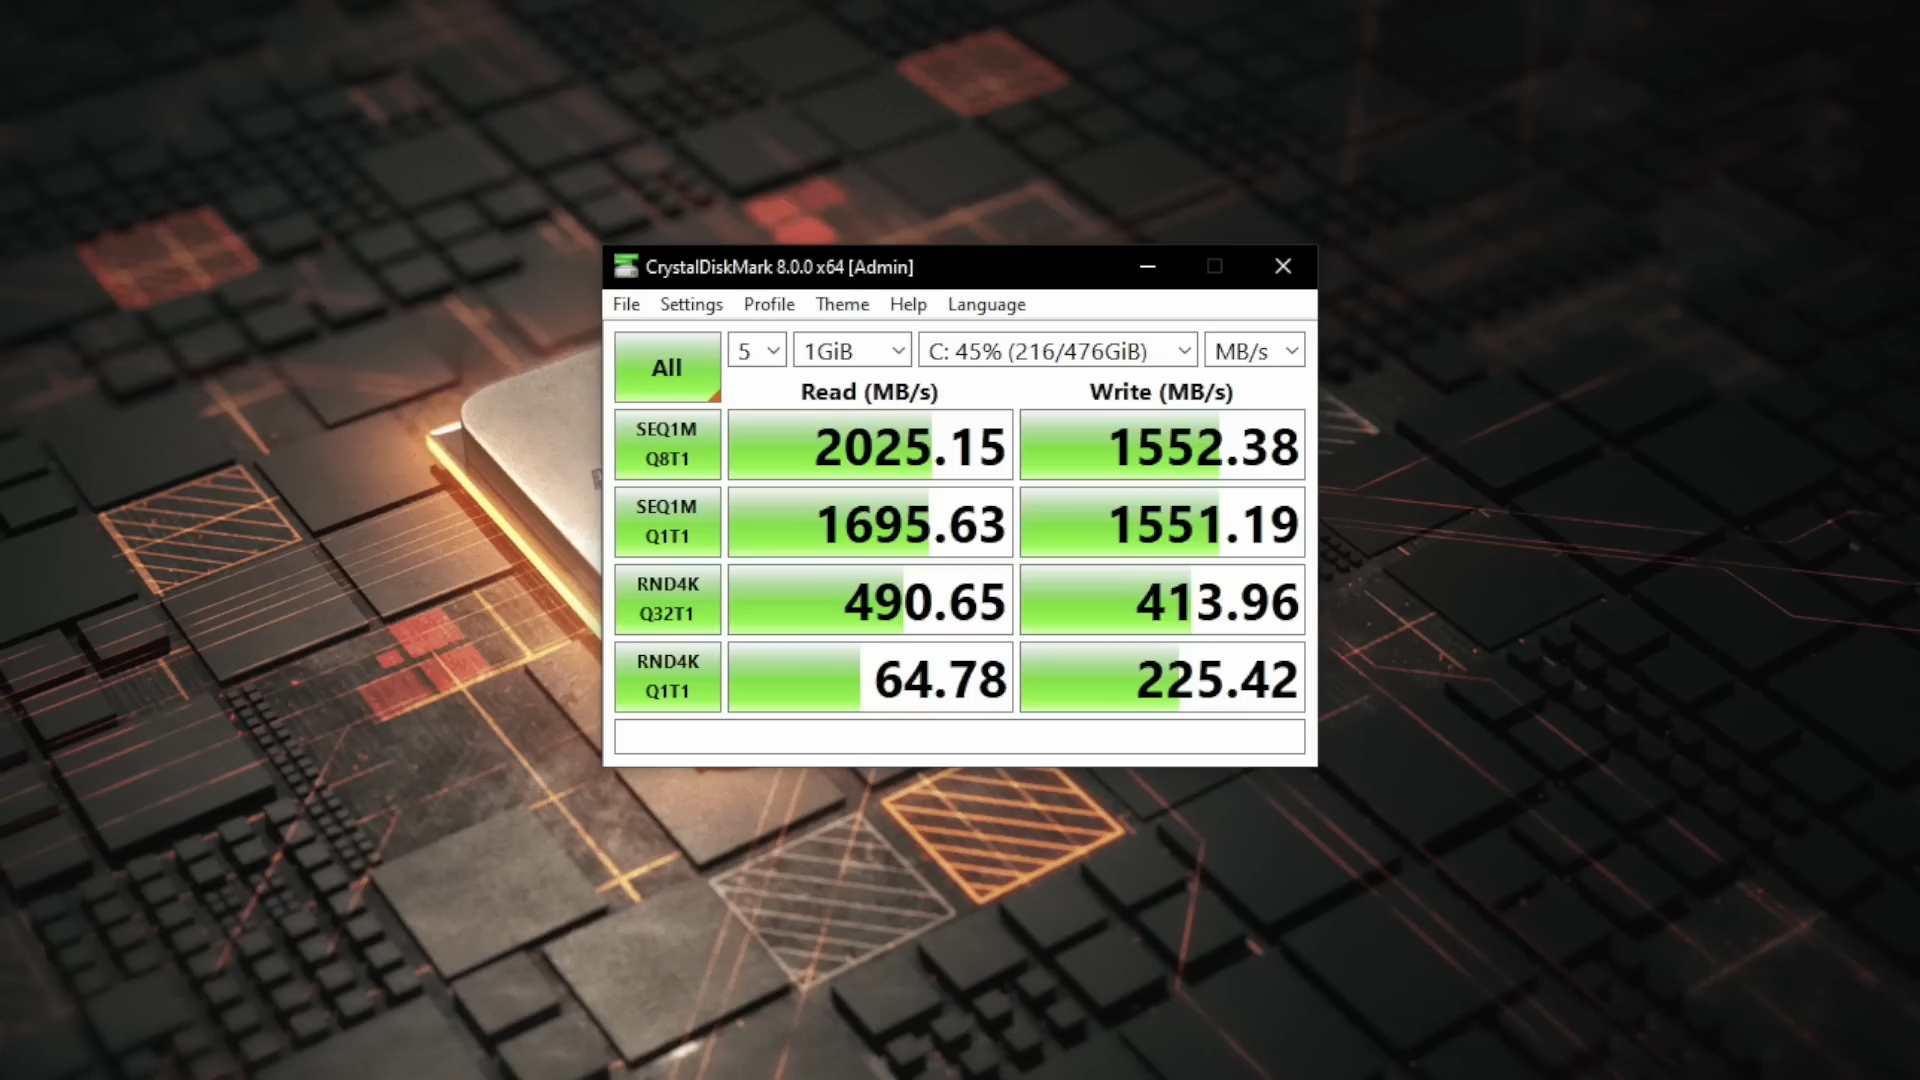 CrystalDiskMark 8.0.0 x64 [Admin]
File Settings Profile Theme Help Language
All 5 1GiB C: 45% (216/476GiB) MB/s
Read (MB/s) Write (MB/s)
SEQ1M
Q8T1
2025.15 1552.38
SEQ1M
Q1T1
1695.63 1551.19
RND4K
Q32T1
490.65 413.96
RND4K
Q1T1
64.78 225.42